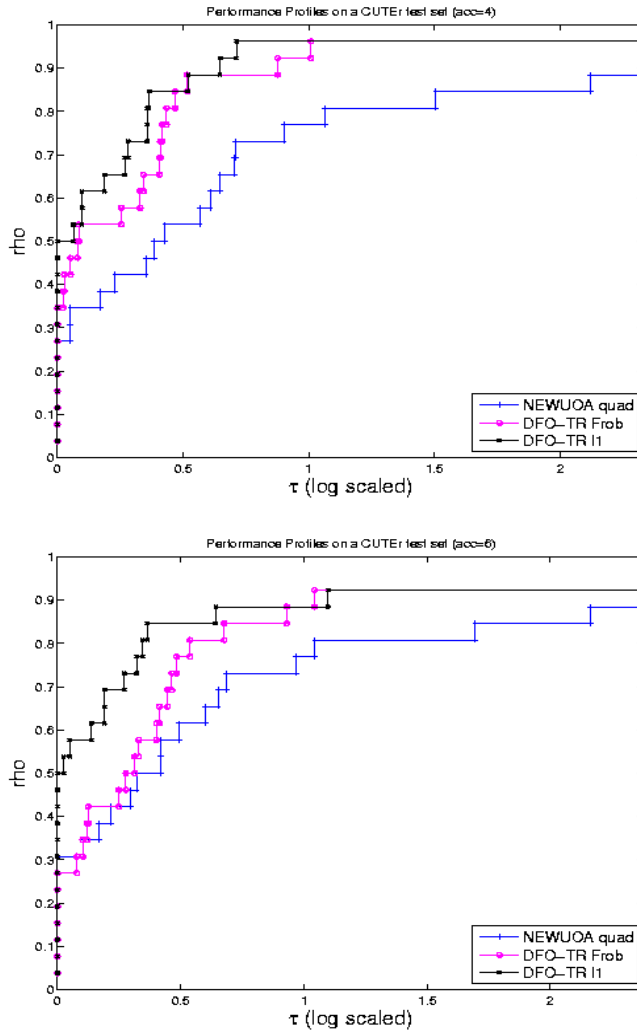 Performance Profiles on a CUTEr test set (acc=4)
1
0.9
0.8
0.7
0.6
0.5
0.4
0.3
0.2
0.1
0
rho
NEWUOA quad
DFO-TR Frob
DFO-TR l1
0 0.5 1 1.5 2
τ (log scaled)
Performance Profiles on a CUTEr test set (acc=6)
1
0.9
0.8
0.7
0.6
0.5
0.4
0.3
0.2
0.1
0
rho
NEWUOA quad
DFO-TR Frob
DFO-TR l1
0 0.5 1 1.5 2
τ (log scaled)